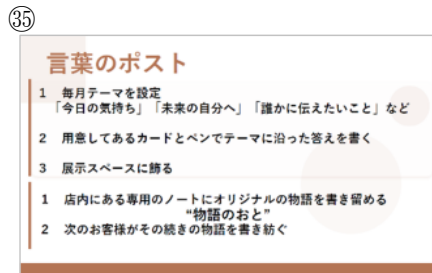 ㉟
言葉のポスト
1 毎月テーマを設定
「今日の気持ち」「未来の自分へ」「誰かに伝えたいこと」など
2 用意してあるカードとペンでテーマに沿った答えを書く
3 展示スペースに飾る
1 店内にある専用のノートにオリジナルの物語を書き留める
“物語のおと”
2 次のお客様がその続きの物語を書き紡ぐ